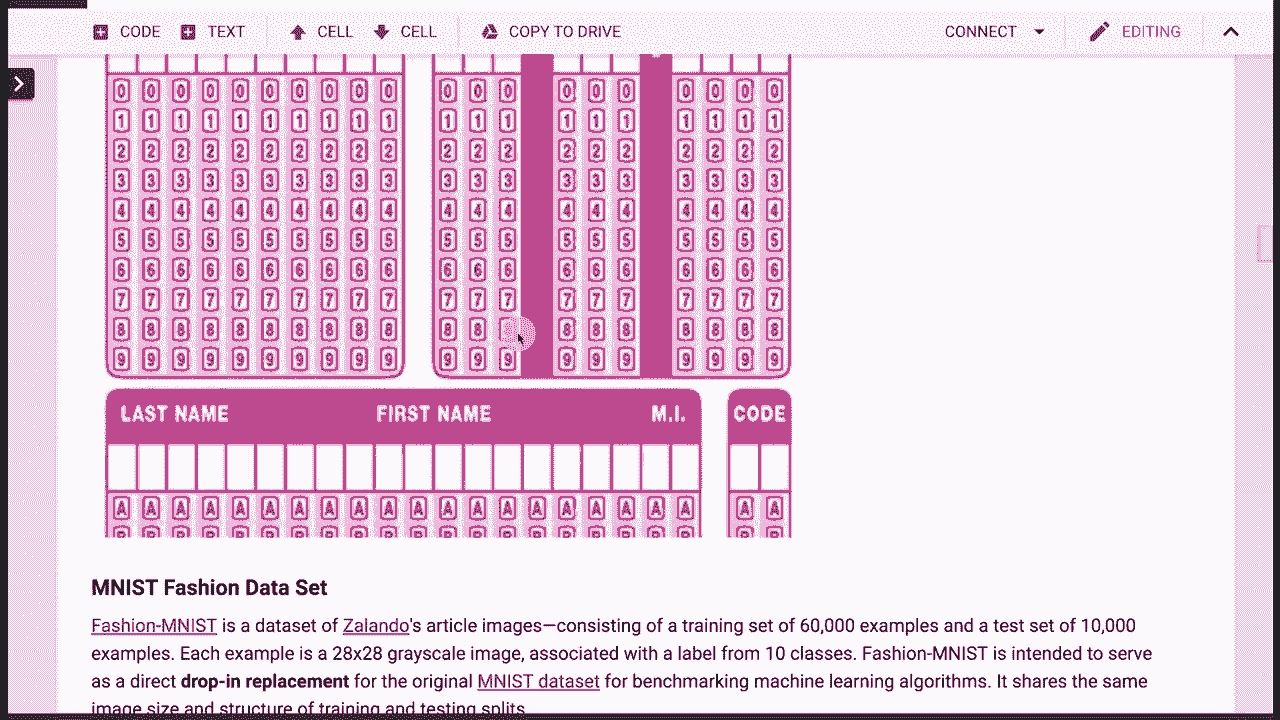 CODE TEXT CELL CELL COPY TO DRIVE CONNECT EDITING
0 0 0 0 0 0 0 0 0 0 0 0 0 0 0 0 0 0 0 0
1 1 1 1 1 1 1 1 1 1 1 1 1 1 1 1 1 1 1 1
2 2 2 2 2 2 2 2 2 2 2 2 2 2 2 2 2 2 2 2
3 3 3 3 3 3 3 3 3 3 3 3 3 3 3 3 3 3 3 3
4 4 4 4 4 4 4 4 4 4 4 4 4 4 4 4 4 4 4 4
5 5 5 5 5 5 5 5 5 5 5 5 5 5 5 5 5 5 5 5
6 6 6 6 6 6 6 6 6 6 6 6 6 6 6 6 6 6 6 6
7 7 7 7 7 7 7 7 7 7 7 7 7 7 7 7 7 7 7 7
8 8 8 8 8 8 8 8 8 8 8 8 8 8 8 8 8 8 8
9 9 9 9 9 9 9 9 9 9 9 9 9 9 9 9 9 9 9 9
LAST NAME FIRST NAME M.I. CODE
A A A A A A A A A A A A A A A A A A A A A A
MNIST Fashion Data Set
Fashion-MNIST is a dataset of Zalando's article images—consisting of a training set of 60,000 examples and a test set of 10,000
examples. Each example is a 28x28 grayscale image, associated with a label from 10 classes. Fashion-MNIST is intended to serve
as a direct drop-in replacement for the original MNIST dataset for benchmarking machine learning algorithms. It shares the same
image size and structure of training and testing splits.